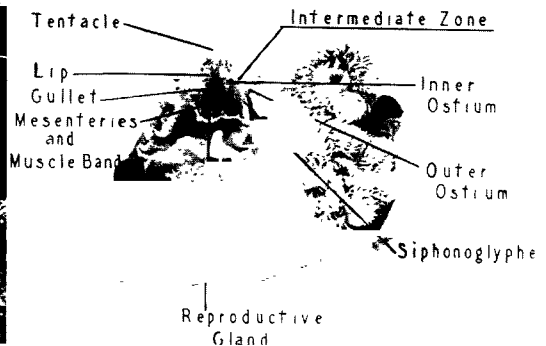 Tentacle
Intermediate Zone
Lip
Gullet
Mesenteries
and
Muscle Band
Inner
Ostium
Outer
Ostium
Siphonoglyphe
Reproductive
Gland